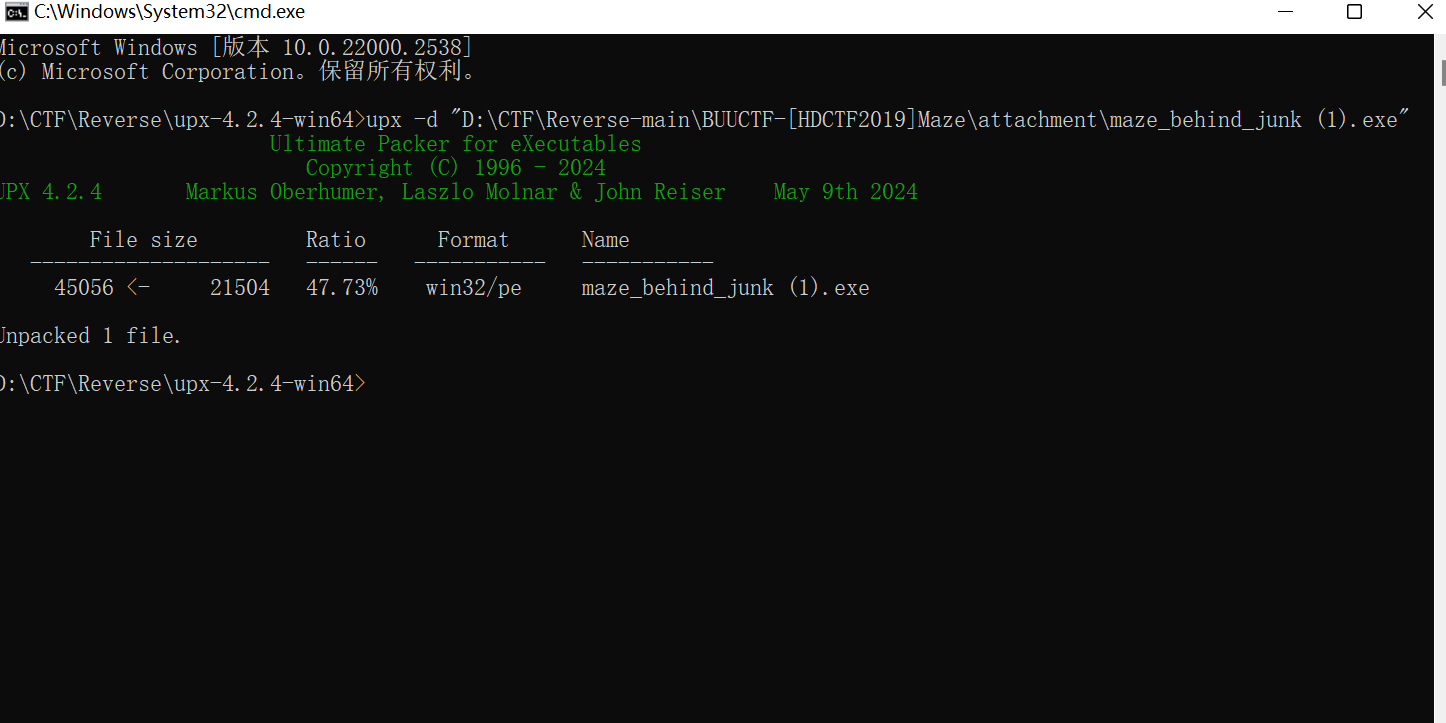 C:\Windows\System32\cmd.exe
Microsoft Windows [版本 10.0.22000.2538]
(c) Microsoft Corporation。保留所有权利。
D:\CTF\Reverse\upx-4.2.4-win64>upx -d "D:\CTF\Reverse-main\BUUCTF-[HDCTF2019]Maze\attachment\maze_behind_junk (1).exe"
Ultimate Packer for eXecutables
Copyright (C) 1996 - 2024
UPX 4.2.4 Markus Oberhumer, Laszlo Molnar & John Reiser May 9th 2024
File size Ratio Format Name
-------------------- ------ ----------- -----------
45056 <- 21504 47.73% win32/pe maze_behind_junk (1).exe
Unpacked 1 file.
D:\CTF\Reverse\upx-4.2.4-win64>